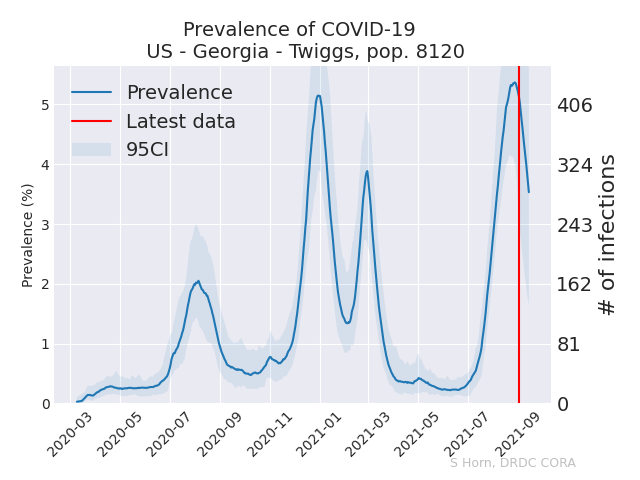 Prevalence of COVID-19
US - Georgia - Twiggs, pop. 8120
Prevalence
Latest data
95CI
Prevalence (%)
5
4
3
2
1
0
406
324
243
162
81
0
# of infections
2020-03
2020-05
2020-07
2020-09
2020-11
2021-01
2021-03
2021-05
2021-07
2021-09
S Horn, DRDC CORA